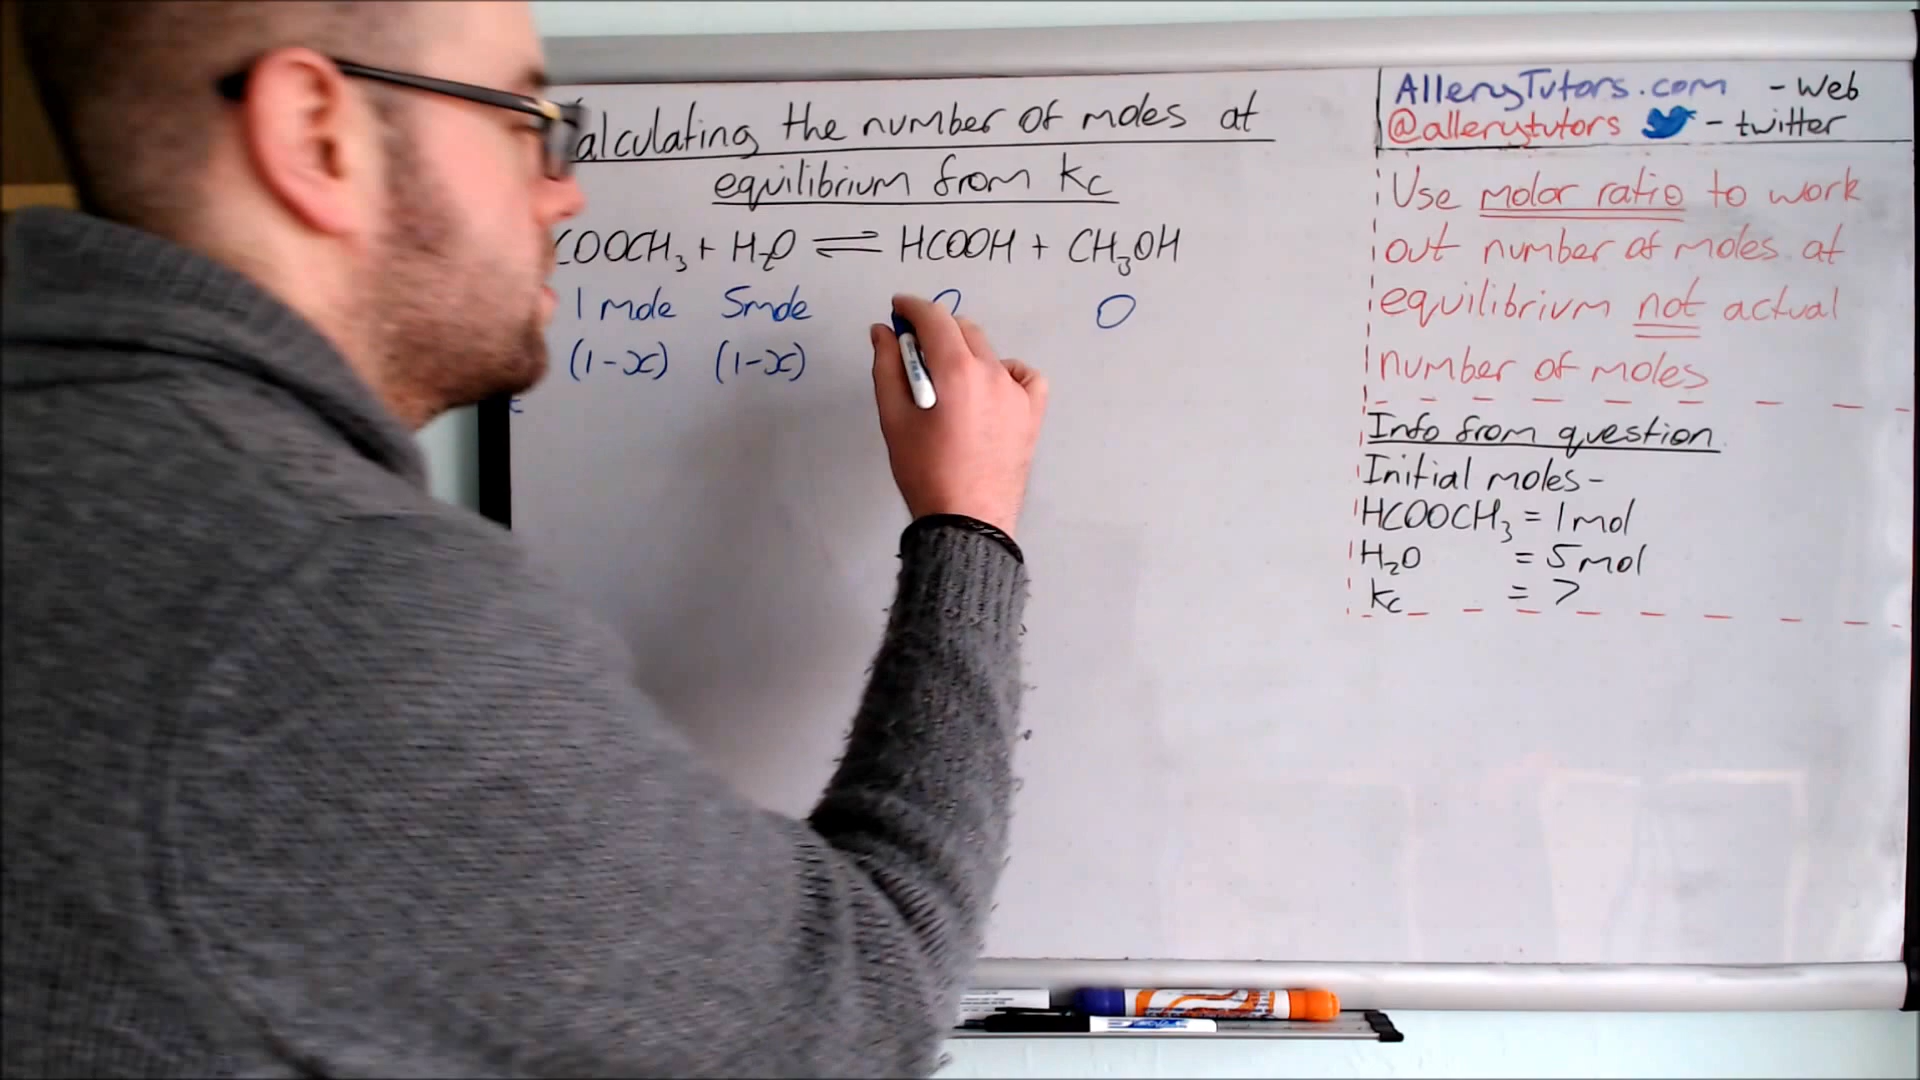 alculating the number of moles at
equilibrium from Kc
COOCH₃ + H₂O ⇌ HCOOH + CH₃OH
1 mole 5mole 0
(1-x) (1-x)
AlleryTutors.com - Web
@allerytutors - twitter
Use molar ratio to work
out number of moles at
equilibrium not actual
number of moles
Info from question
Initial moles-
HCOOCH₃ = 1mol
H₂O = 5mol
Kc = >